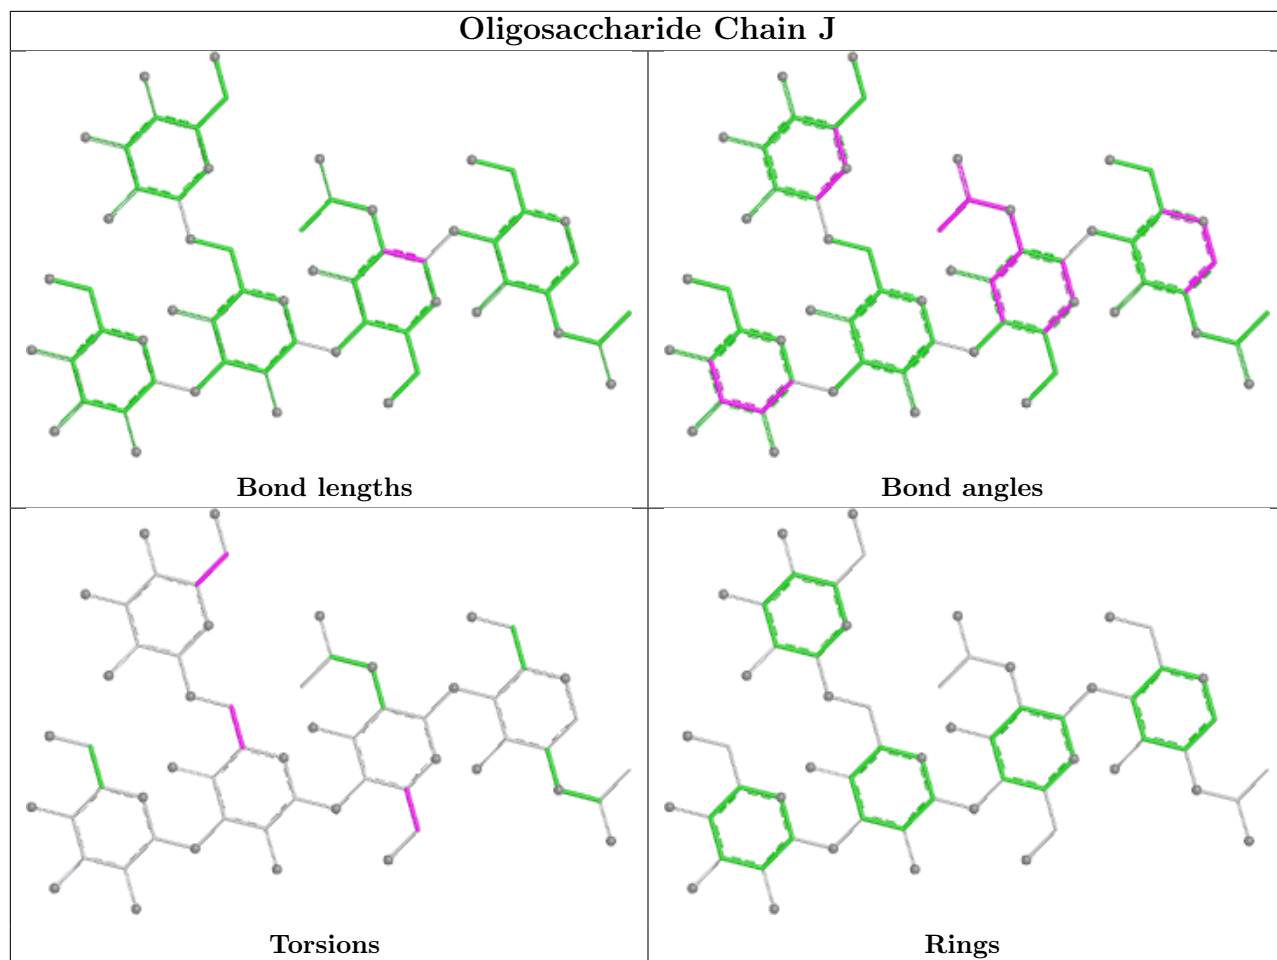 Oligosaccharide Chain J
Bond lengths
Bond angles
Torsions
Rings